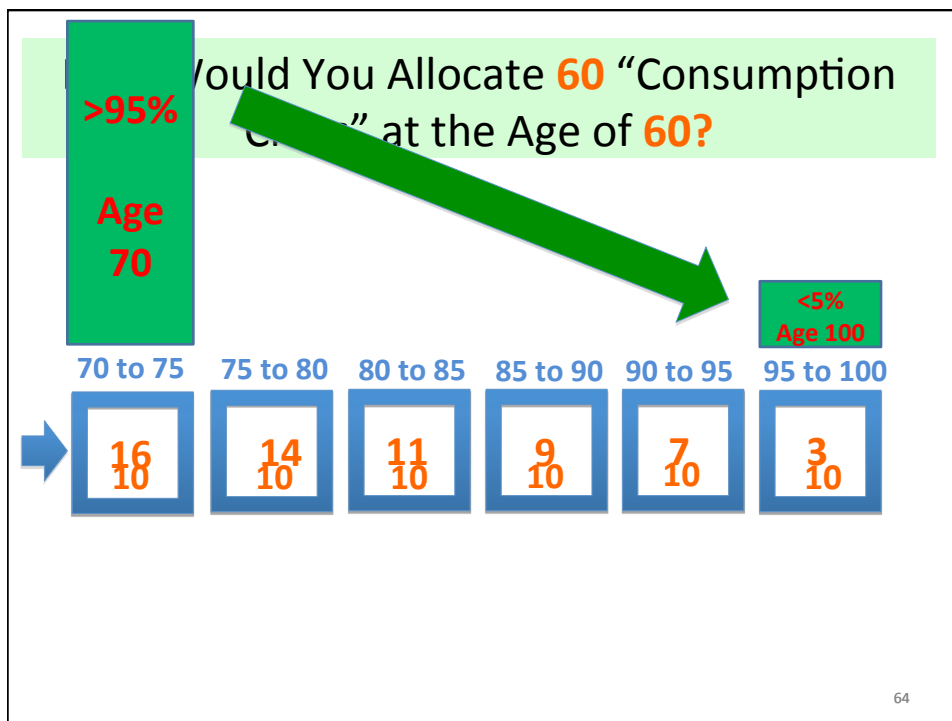 Would You Allocate 60 “Consumption
at the Age of 60?
>95%
Age
70
<5%
Age 100
70 to 75
75 to 80
80 to 85
85 to 90
90 to 95
95 to 100
16
14
11
9
7
3
10
10
10
10
10
10
64